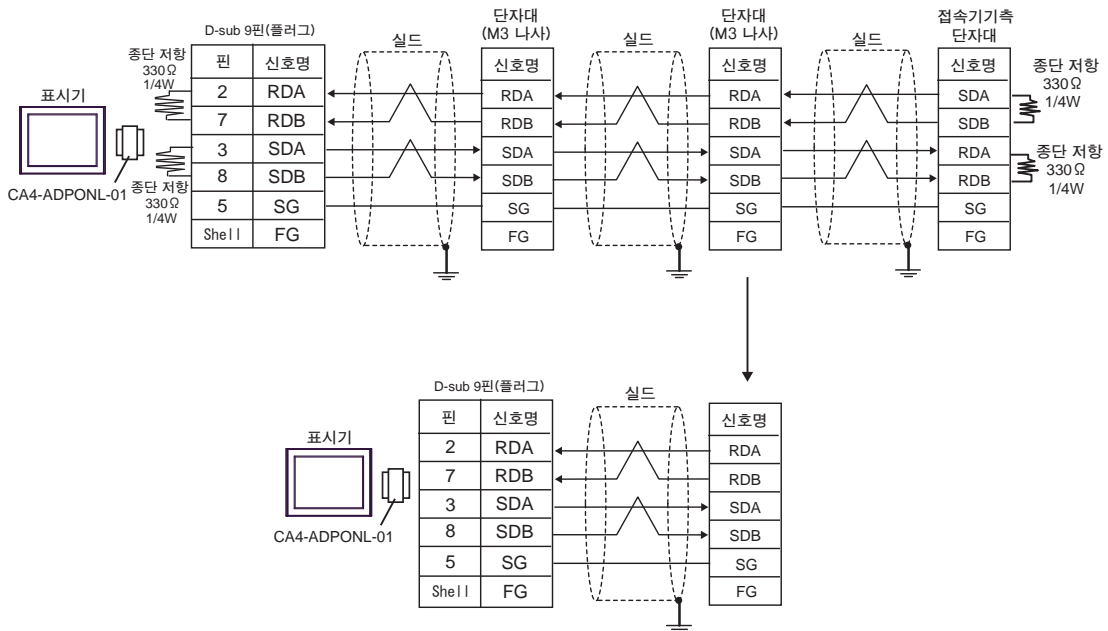 단자대
(M3 나사)
단자대
(M3 나사)
접속기기측
단자대
D-sub 9핀(플러그)
실드
실드
실드
종단 저항
330Ω
1/4W
핀 신호명
신호명
신호명
신호명
종단 저항
330Ω
1/4W
표시기
2 RDA
RDA
RDA
SDA
7 RDB
RDB
RDB
SDB
3 SDA
SDA
SDA
RDA
종단 저항
330Ω
1/4W
8 SDB
SDB
SDB
RDB
CA4-ADPONL-01
종단 저항
330Ω
1/4W
5 SG
SG
SG
SG
Shell FG
FG
FG
FG
D-sub 9핀(플러그)
실드
핀 신호명
신호명
표시기
2 RDA
RDA
7 RDB
RDB
3 SDA
SDA
8 SDB
SDB
CA4-ADPONL-01
5 SG
SG
Shell FG
FG